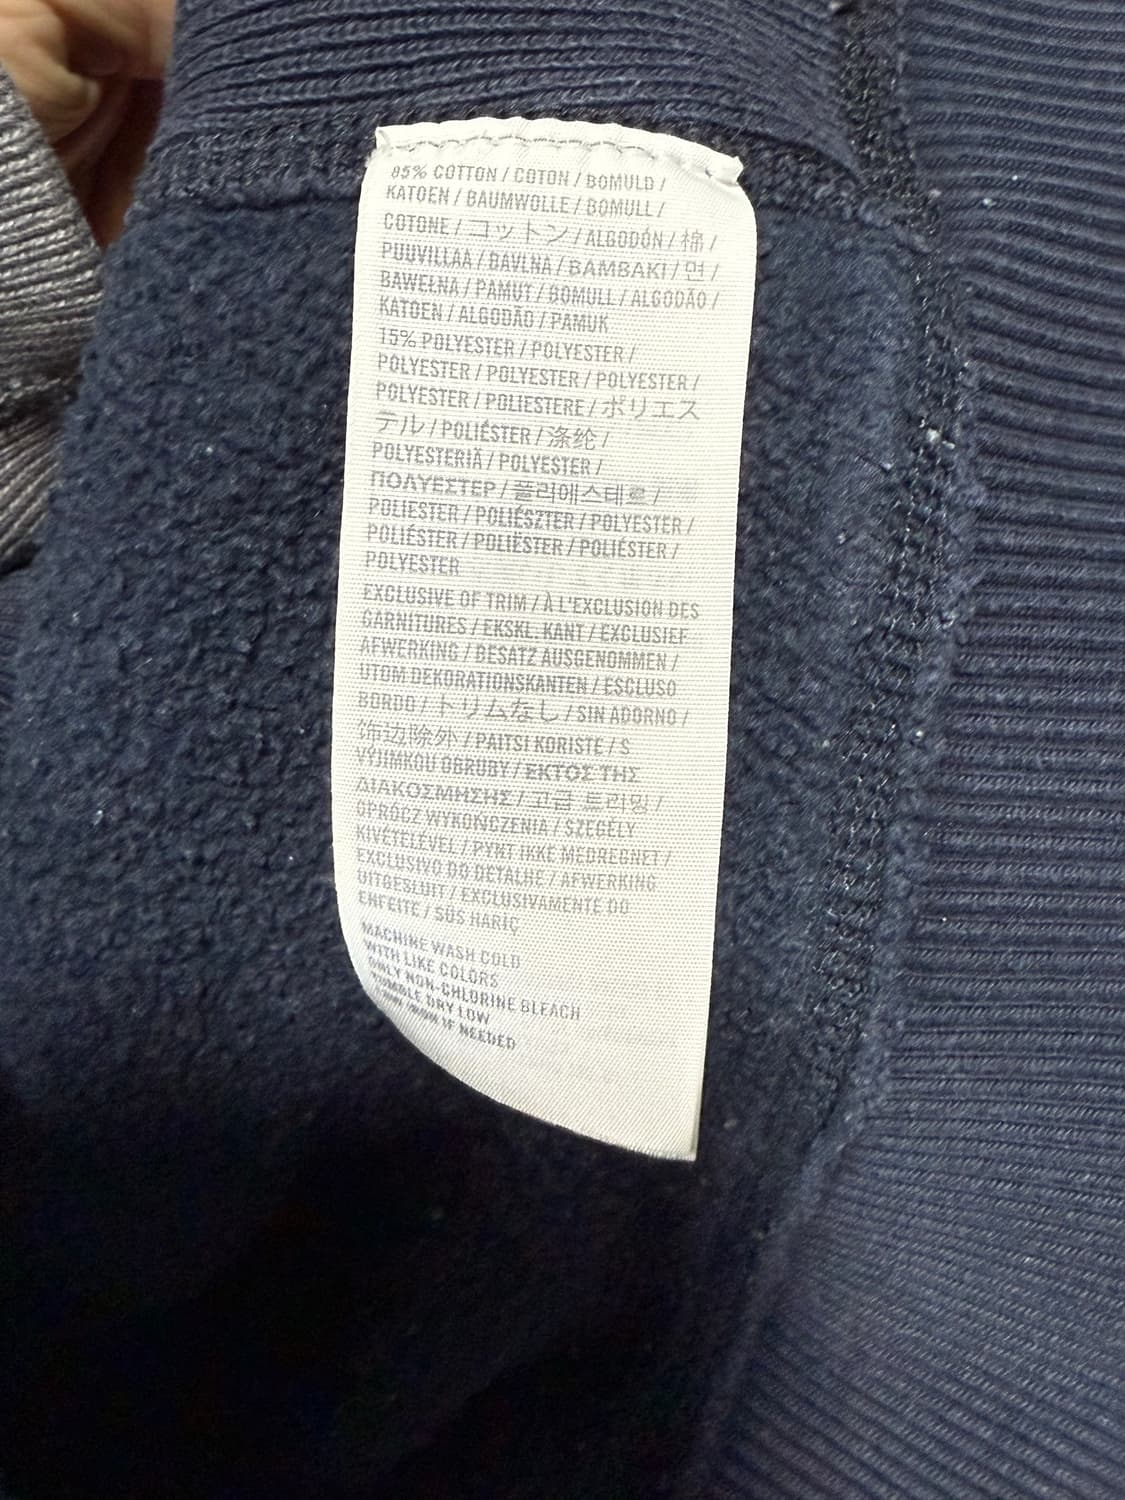 85% COTTON / COTON / BOMULD /
KATOEN / BAUMWOLLE / BOMULL /
COTONE / コットン / ALGODÓN / 棉 /
PUUVILLAA / BAVLNA / BAMBAKI / 면 /
BAWEŁNA / PAMUT / BOMULL / ALGODÃO /
KATOEN / ALGODÃO / PAMUK
15% POLYESTER / POLYESTER /
POLYESTER / POLYESTER / POLYESTER /
POLYESTER / POLIESTERE / ポリエス
テル / POLIÉSTER / 涤纶 /
POLYESTERIÄ / POLYESTER /
ΠΟΛΥΕΣΤΕΡ / 폴리에스테르 /
POLIESTER / POLIÉSZTER / POLYESTER /
POLIÉSTER / POLIËSTER / POLIÉSTER /
POLYESTER
EXCLUSIVE OF TRIM / À L'EXCLUSION DES
GARNITURES / EKSKL. KANT / EXCLUSIEF
AFWERKING / BESATZ AUSGENOMMEN /
UTOM DEKORATIONSKANTEN / ESCLUSO
BORDO / トリムなし / SIN ADORNO /
饰边除外 / PAITSI KORISTE / S
VÝJIMKOU OBRUBY / ΕΚΤΟΣ ΤΗΣ
ΔΙΑΚΟΣΜΗΣΗΣ / 고급 트리밍 /
OPRÓCZ WYKOŃCZENIA / SZEGÉLY
KIVÉTELÉVEL / PYNT IKKE MEDREGNET /
EXCLUSIVO DO DETALHE / AFWERKING
UITGESLUIT / EXCLUSIVAMENTE DO
ENFEITE / SÜS HARİÇ
MACHINE WASH COLD
WITH LIKE COLORS
ONLY NON-CHLORINE BLEACH
TUMBLE DRY LOW
LOW IRON IF NEEDED